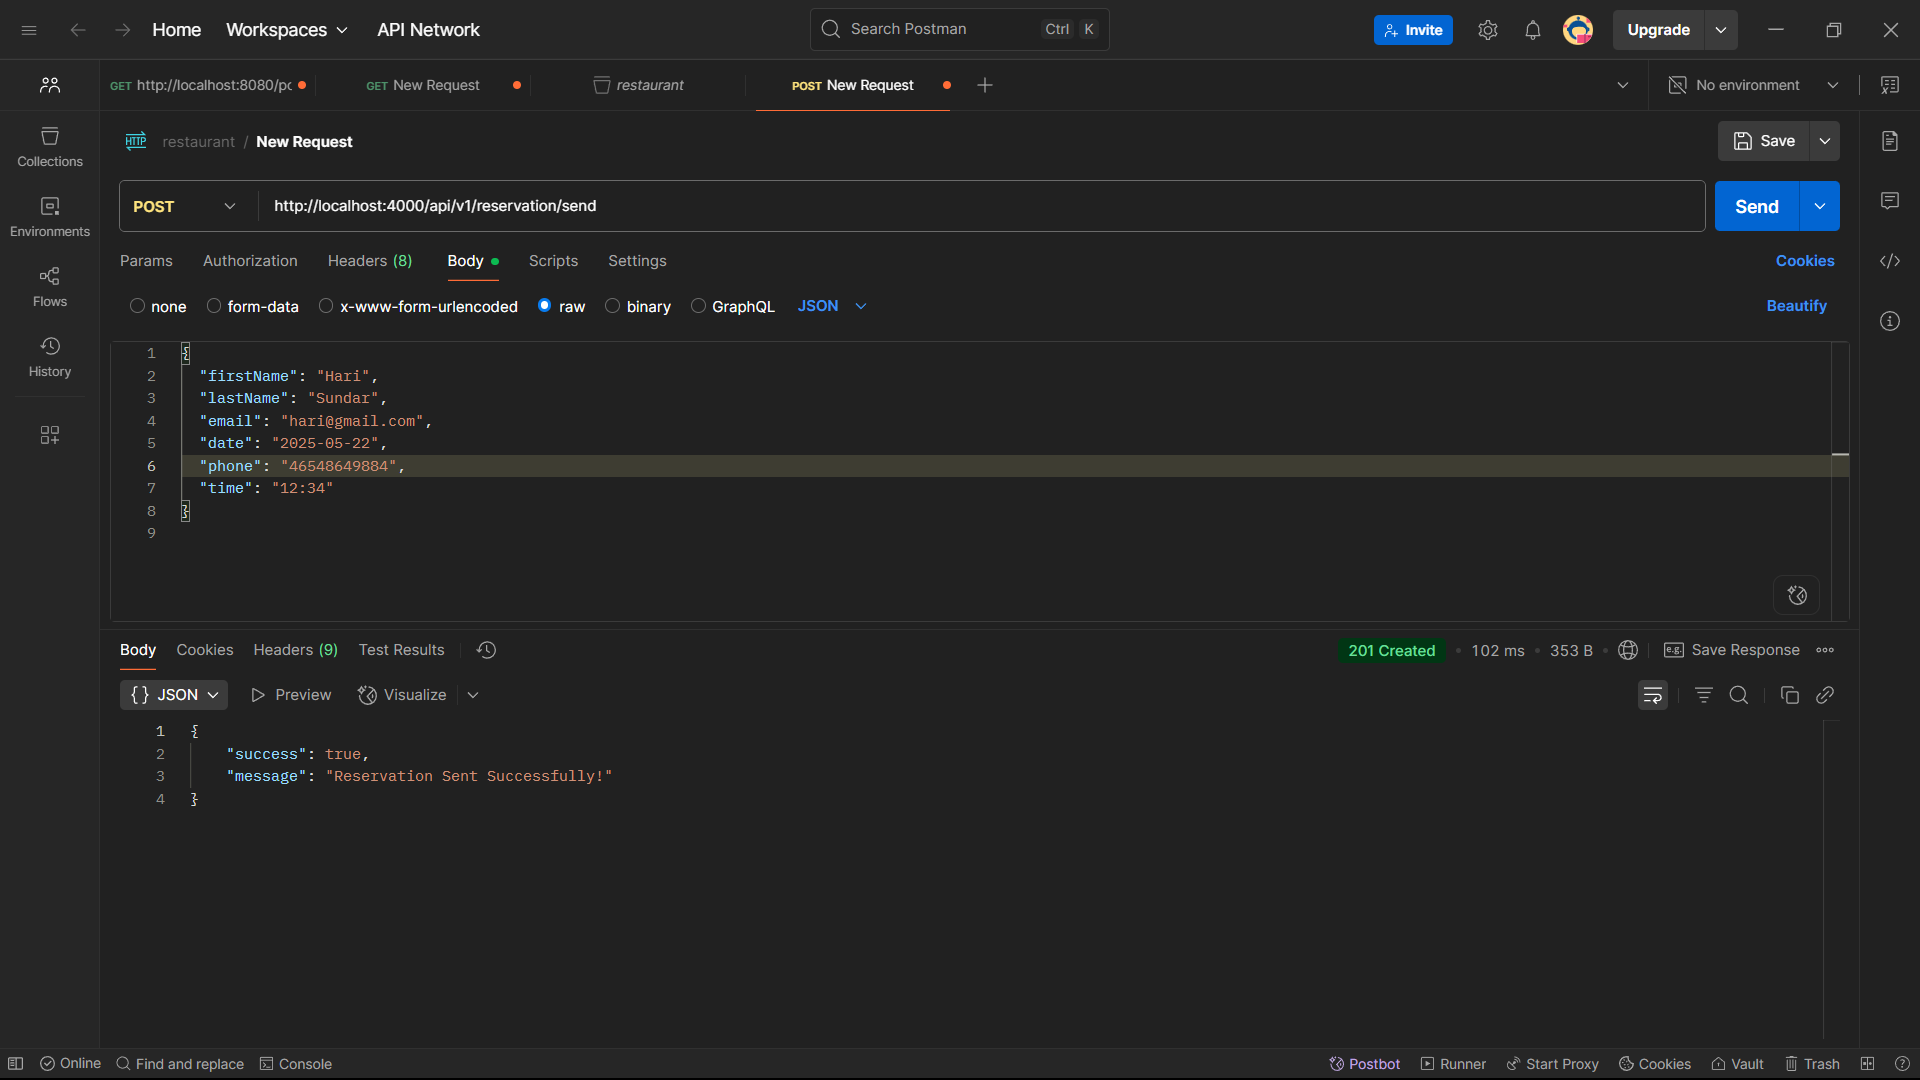 Home Workspaces API Network Search Postman Ctrl K Invite Upgrade
GET http://localhost:8080/pc GET New Request restaurant POST New Request No environment
Collections
Environments
Flows
History
HTTP restaurant / New Request Save
POST http://localhost:4000/api/v1/reservation/send Send
Params Authorization Headers (8) Body Scripts Settings Cookies
none form-data x-www-form-urlencoded raw binary GraphQL JSON Beautify
1 {
2 "firstName": "Hari",
3 "lastName": "Sundar",
4 "email": "hari@gmail.com",
5 "date": "2025-05-22",
6 "phone": "46548649884",
7 "time": "12:34"
8 }
9
Body Cookies Headers (9) Test Results 201 Created • 102 ms • 353 B • e.g. Save Response
{} JSON Preview Visualize
1 {
2 "success": true,
3 "message": "Reservation Sent Successfully!"
4 }
Online Find and replace Console Postbot Runner Start Proxy Cookies Vault Trash